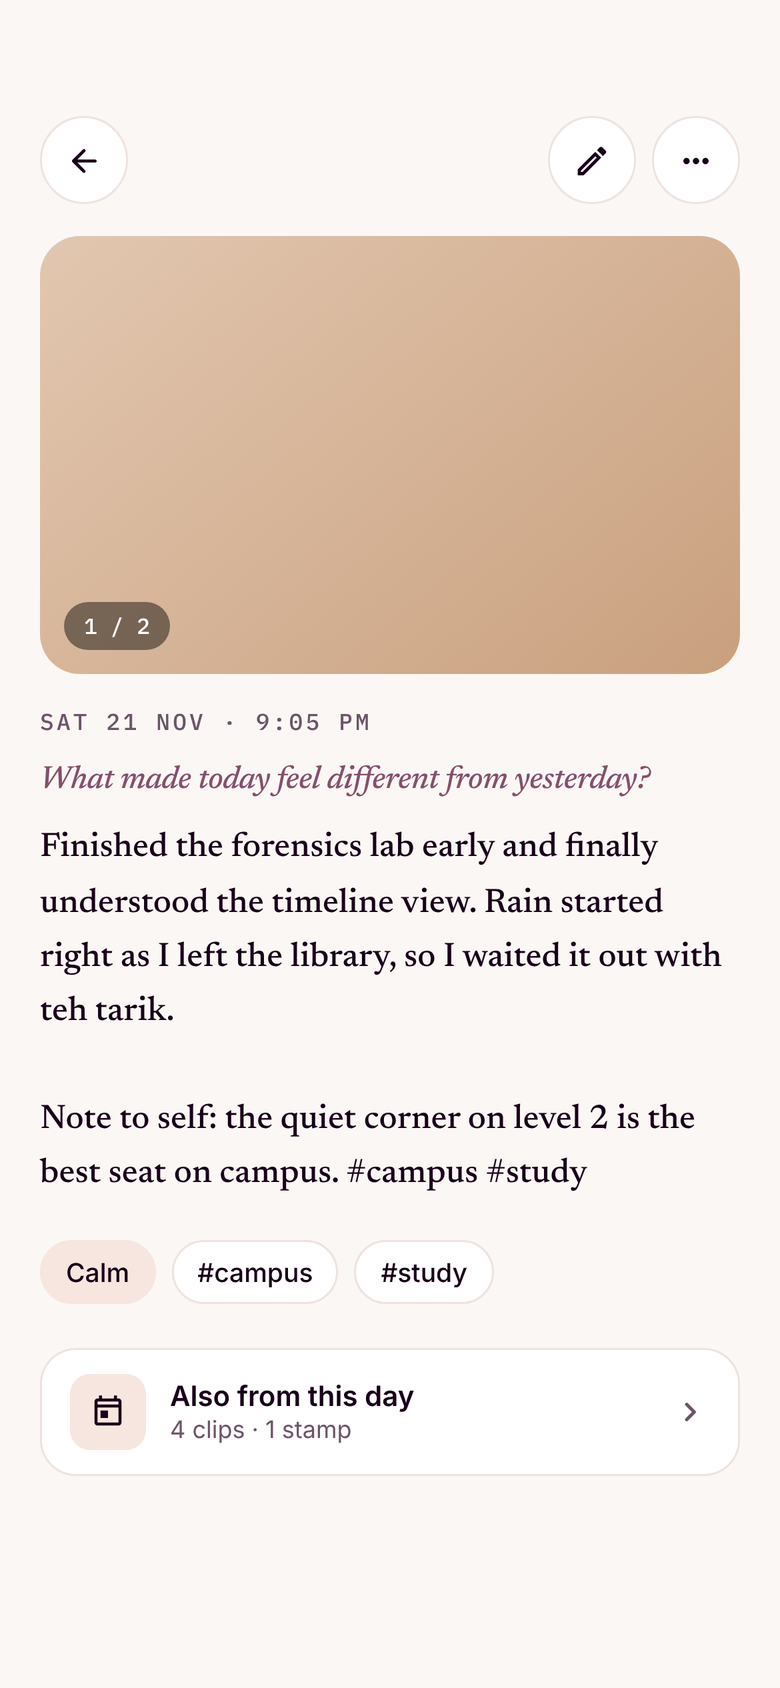 1 / 2
SAT 21 NOV · 9:05 PM
What made today feel different from yesterday?
Finished the forensics lab early and finally
understood the timeline view. Rain started
right as I left the library, so I waited it out with
teh tarik.
Note to self: the quiet corner on level 2 is the
best seat on campus. #campus #study
Calm #campus #study
Also from this day
4 clips · 1 stamp